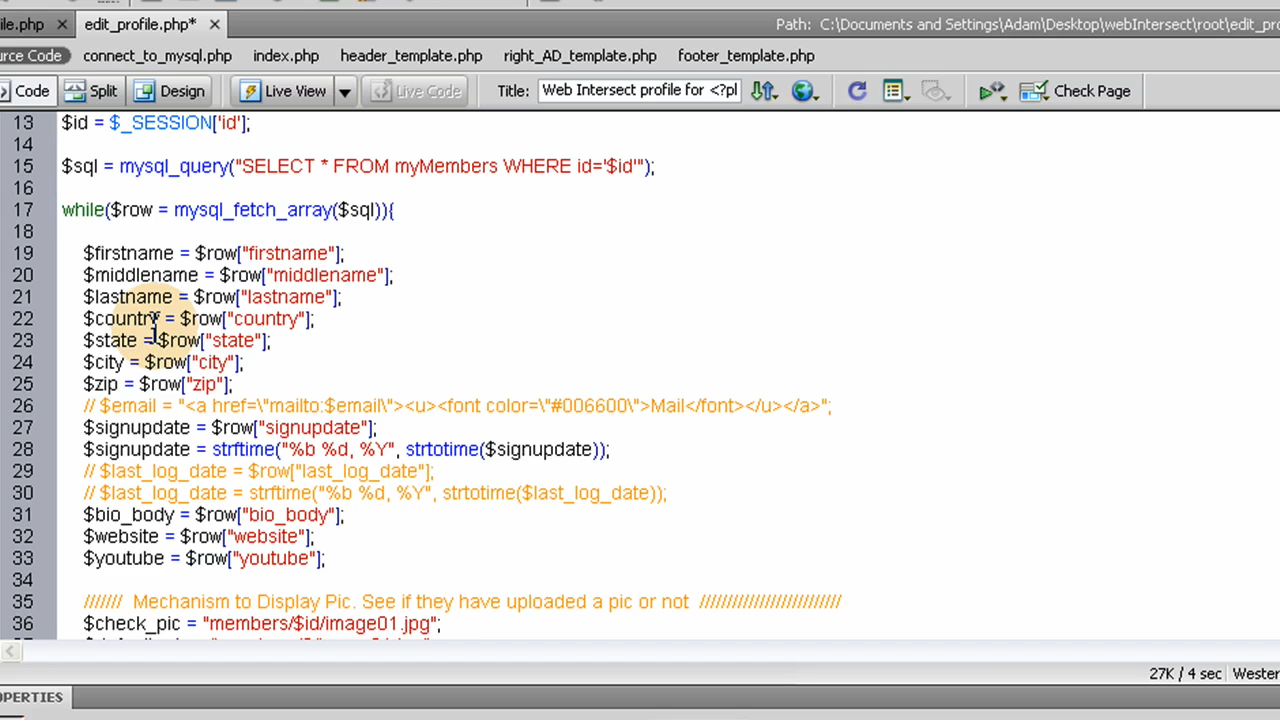 le.php × edit_profile.php* × Path: C:\Documents and Settings\Adam\Desktop\webIntersect\root\edit_pro
urce Code connect_to_mysql.php index.php header_template.php right_AD_template.php footer_template.php
Code Split Design Live View Live Code Title: Web Intersect profile for <?pl Check Page
13 $id = $_SESSION['id'];
14
15 $sql = mysql_query("SELECT * FROM myMembers WHERE id='$id'");
16
17 while($row = mysql_fetch_array($sql)){
18
19 $firstname = $row["firstname"];
20 $middlename = $row["middlename"];
21 $lastname = $row["lastname"];
22 $country = $row["country"];
23 $state = $row["state"];
24 $city = $row["city"];
25 $zip = $row["zip"];
26 // $email = "<a href=\"mailto:$email\"><u><font color=\"#006600\">Mail</font></u></a>";
27 $signupdate = $row["signupdate"];
28 $signupdate = strftime("%b %d, %Y", strtotime($signupdate));
29 // $last_log_date = $row["last_log_date"];
30 // $last_log_date = strftime("%b %d, %Y", strtotime($last_log_date));
31 $bio_body = $row["bio_body"];
32 $website = $row["website"];
33 $youtube = $row["youtube"];
34
35 /////// Mechanism to Display Pic. See if they have uploaded a pic or not //////////////////////////
36 $check_pic = "members/$id/image01.jpg";
27K / 4 sec Wester
OPERTIES